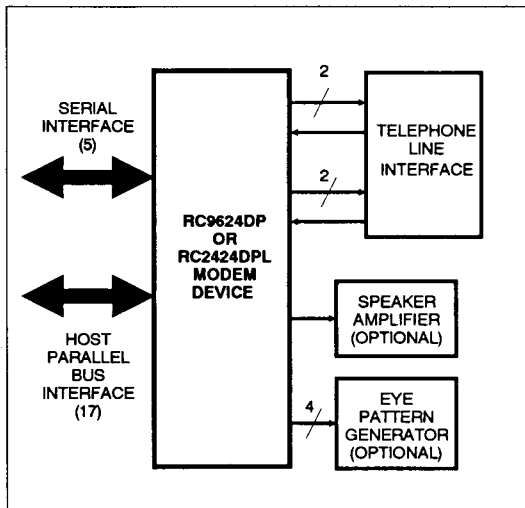 SERIAL
INTERFACE
(5)
HOST
PARALLEL
BUS
INTERFACE
(17)
RC9624DP
OR
RC2424DPL
MODEM
DEVICE
2
2
4
TELEPHONE
LINE
INTERFACE
SPEAKER
AMPLIFIER
(OPTIONAL)
EYE
PATTERN
GENERATOR
(OPTIONAL)